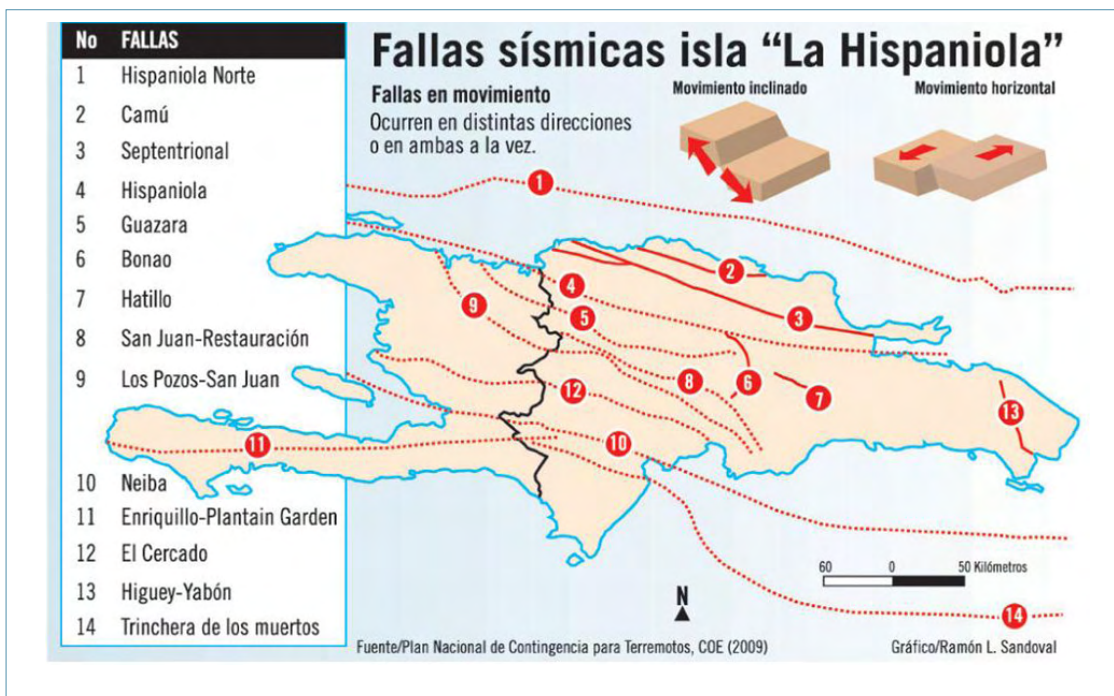 No FALLAS
1 Hispaniola Norte
2 Camú
3 Septentrional
4 Hispaniola
5 Guazara
6 Bonao
7 Hatillo
8 San Juan-Restauración
9 Los Pozos-San Juan
10 Neiba
11 Enriquillo-Plantain Garden
12 El Cercado
13 Higuey-Yabón
14 Trinchera de los muertos
Fallas sísmicas isla “La Hispaniola”
Fallas en movimiento
Ocurren en distintas direcciones
o en ambas a la vez.
Movimiento inclinado
Movimiento horizontal
1
2
3
4
5
9
8
6
7
12
13
11
10
14
60 0 50 Kilómetros
N
Fuente/Plan Nacional de Contingencia para Terremotos, COE (2009)
Gráfico/Ramón L. Sandoval